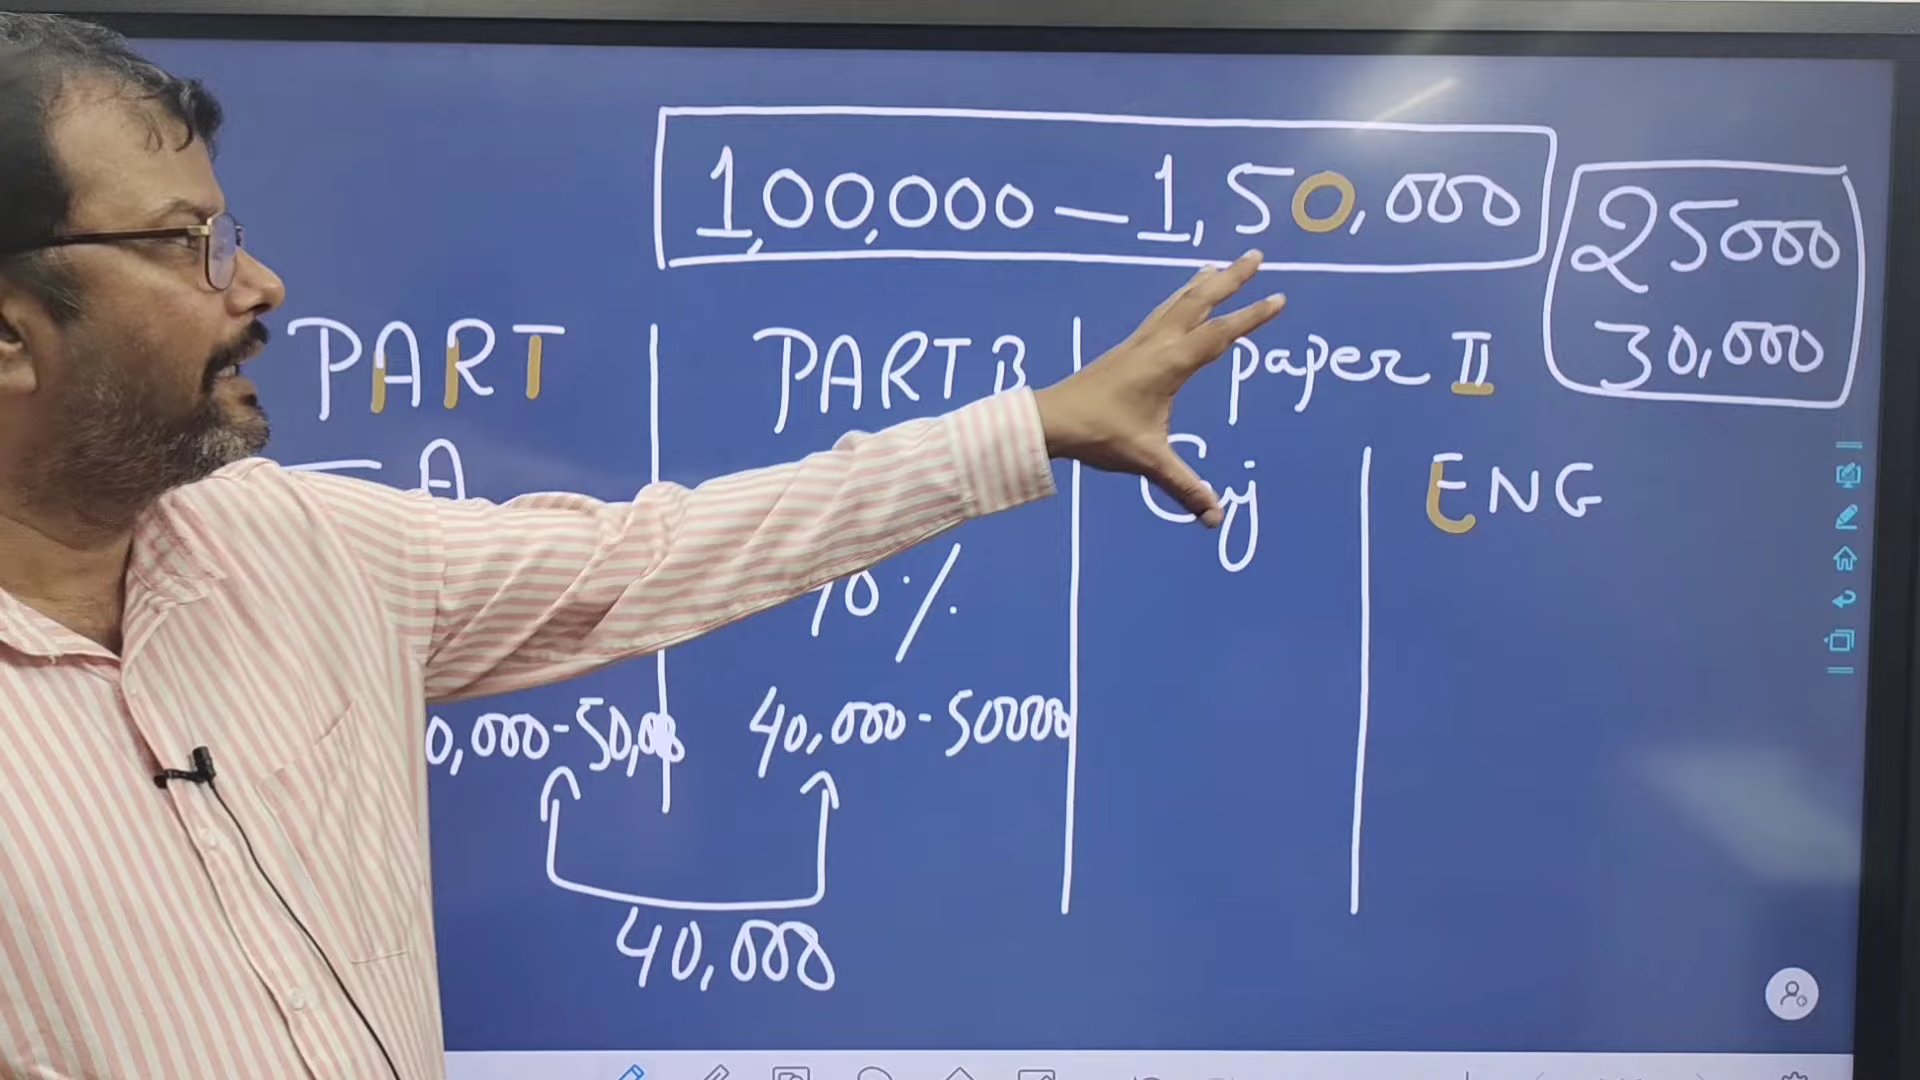 1,00,000 – 1,50,000
25000
30,000
PART
A
PART B
paper II
Guj
ENG
0,000-50,00
40,000 - 50000
40,000